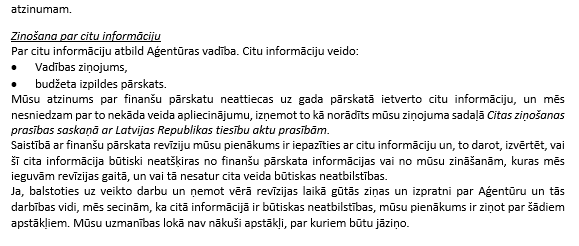 atzinumam.
Ziņošana par citu informāciju
Par citu informāciju atbild Aģentūras vadība. Citu informāciju veido:
• Vadības ziņojums,
• budžeta izpildes pārskats.
Mūsu atzinums par finanšu pārskatu neattiecas uz gada pārskatā ietverto citu informāciju, un mēs
nesniedzam par to nekāda veida apliecinājumu, izņemot to kā norādīts mūsu ziņojuma sadaļā Citas ziņošanas
prasības saskaņā ar Latvijas Republikas tiesību aktu prasībām.
Saistībā ar finanšu pārskata revīziju mūsu pienākums ir iepazīties ar citu informāciju un, to darot, izvērtēt, vai
šī cita informācija būtiski neatšķiras no finanšu pārskata informācijas vai no mūsu zināšanām, kuras mēs
ieguvām revīzijas gaitā, un vai tā nesatur cita veida būtiskas neatbilstības.
Ja, balstoties uz veikto darbu un ņemot vērā revīzijas laikā gūtās ziņas un izpratni par Aģentūru un tās
darbības vidi, mēs secinām, ka citā informācijā ir būtiskas neatbilstības, mūsu pienākums ir ziņot par šādiem
apstākļiem. Mūsu uzmanības lokā nav nākuši apstākļi, par kuriem būtu jāziņo.